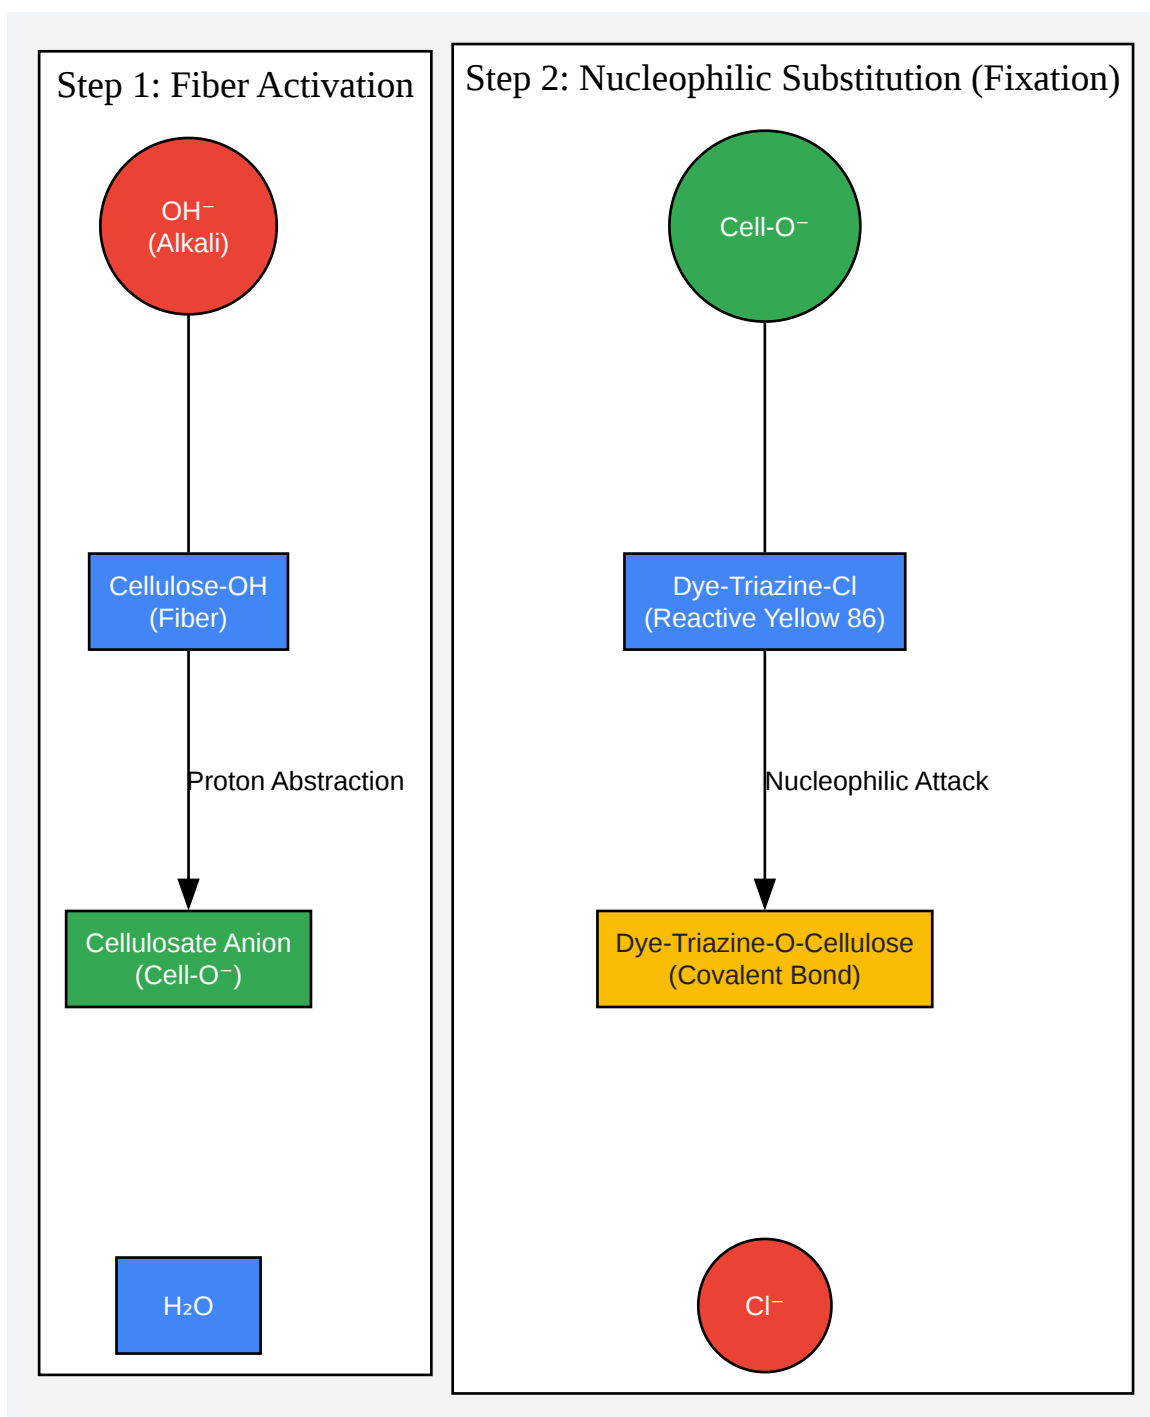 Step 1: Fiber Activation
OH⁻
(Alkali)
Cellulose-OH
(Fiber)
Proton Abstraction
Cellulosate Anion
(Cell-O⁻)
H₂O
Step 2: Nucleophilic Substitution (Fixation)
Cell-O⁻
Dye-Triazine-Cl
(Reactive Yellow 86)
Nucleophilic Attack
Dye-Triazine-O-Cellulose
(Covalent Bond)
Cl⁻